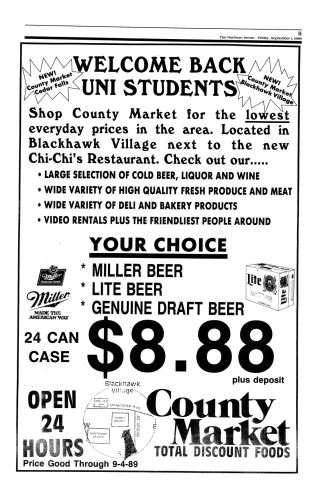 The Northern Iowan Friday, September 1, 1989
NEW!
County Market
Cedar Falls
WELCOME BACK
UNI STUDENTS
NEW!
County Market
Blackhawk Village
Shop County Market for the lowest
everyday prices in the area. Located in
Blackhawk Village next to the new
Chi-Chi's Restaurant. Check out our.....
• LARGE SELECTION OF COLD BEER, LIQUOR AND WINE
• WIDE VARIETY OF HIGH QUALITY FRESH PRODUCE AND MEAT
• WIDE VARIETY OF DELI AND BAKERY PRODUCTS
• VIDEO RENTALS PLUS THE FRIENDLIEST PEOPLE AROUND
YOUR CHOICE
* MILLER BEER
* LITE BEER
* GENUINE DRAFT BEER
Miller
Miller
MADE THE
AMERICAN WAY
Lite
Lite
24 CAN
CASE
$8.88
plus deposit
Blackhawk
Village
OPEN
24
HOURS
County
Market
TOTAL DISCOUNT FOODS
Price Good Through 9-4-89